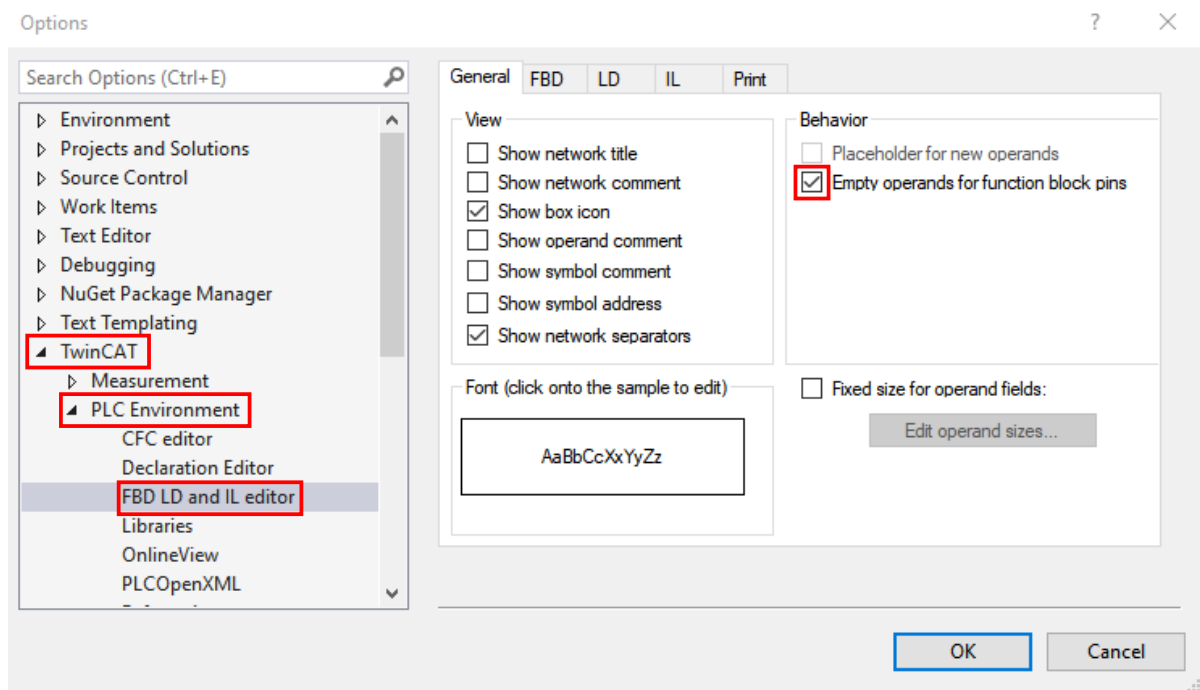 Options
?
Search Options (Ctrl+E)
Environment
Projects and Solutions
Source Control
Work Items
Text Editor
Debugging
NuGet Package Manager
Text Templating
TwinCAT
Measurement
PLC Environment
CFC editor
Declaration Editor
FBD LD and IL editor
Libraries
OnlineView
PLCOpenXML
General FBD LD IL Print
View
Show network title
Show network comment
Show box icon
Show operand comment
Show symbol comment
Show symbol address
Show network separators
Behavior
Placeholder for new operands
Empty operands for function block pins
Font (click onto the sample to edit)
AaBbCcXxYyZz
Fixed size for operand fields:
Edit operand sizes...
OK Cancel